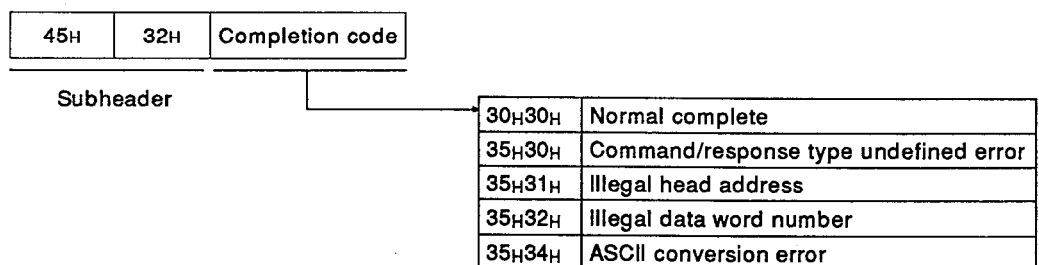 45H 32H Completion code
Subheader
30H30H Normal complete
35H30H Command/response type undefined error
35H31H Illegal head address
35H32H Illegal data word number
35H34H ASCII conversion error